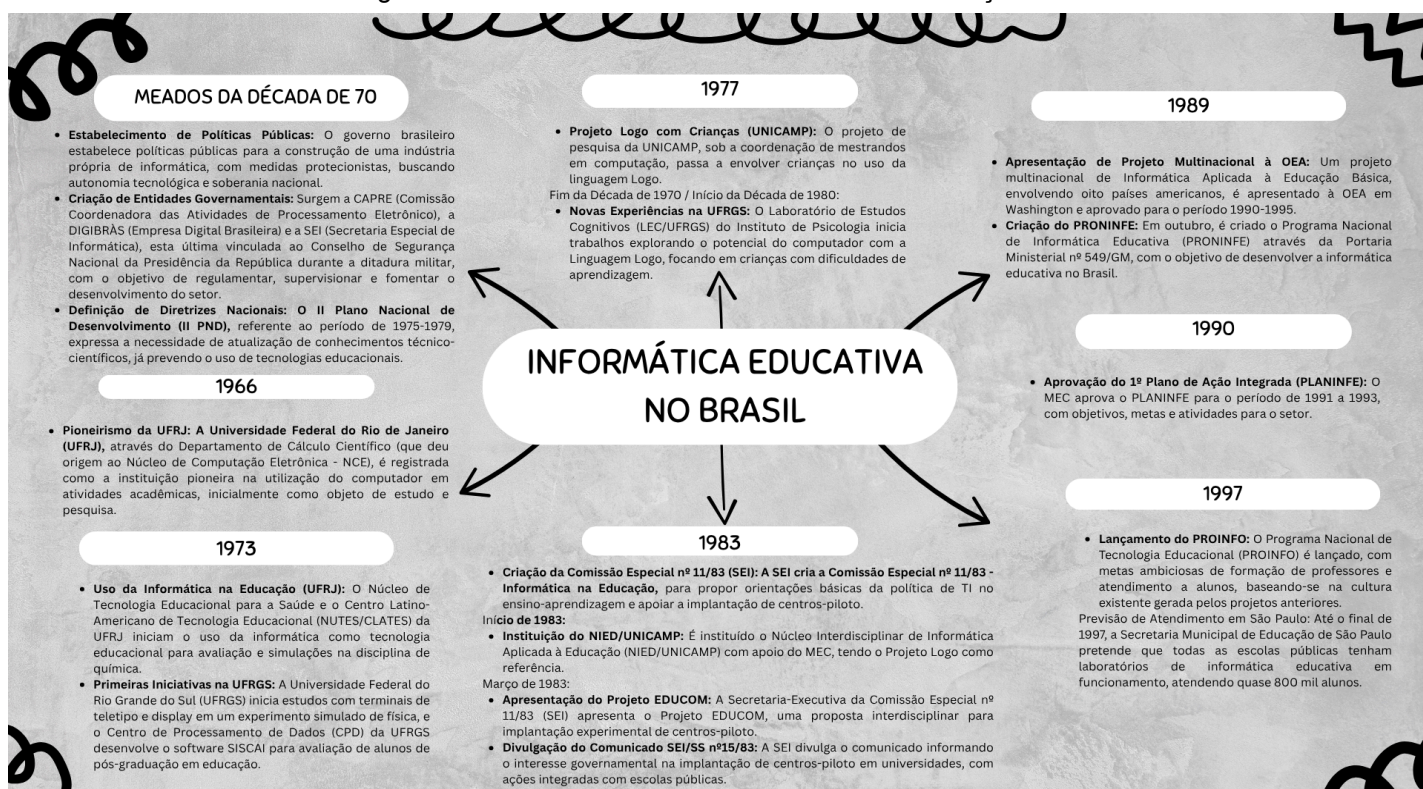 MEADOS DA DÉCADA DE 70
• Estabelecimento de Políticas Públicas: O governo brasileiro
estabelece políticas públicas para a construção de uma indústria
própria de informática, com medidas protecionistas, buscando
autonomia tecnológica e soberania nacional.
• Criação de Entidades Governamentais: Surgem a CAPRE (Comissão
Coordenadora das Atividades de Processamento Eletrônico), a
DIGIBRÀS (Empresa Digital Brasileira) e a SEI (Secretaria Especial de
Informática), esta última vinculada ao Conselho de Segurança
Nacional da Presidência da República durante a ditadura militar,
com o objetivo de regulamentar, supervisionar e fomentar o
desenvolvimento do setor.
• Definição de Diretrizes Nacionais: O II Plano Nacional de
Desenvolvimento (II PND), referente ao período de 1975-1979,
expressa a necessidade de atualização de conhecimentos técnico-
científicos, já prevendo o uso de tecnologias educacionais.
1966
• Pioneirismo da UFRJ: A Universidade Federal do Rio de Janeiro
(UFRJ), através do Departamento de Cálculo Científico (que deu
origem ao Núcleo de Computação Eletrônica - NCE), é registrada
como a instituição pioneira na utilização do computador em
atividades acadêmicas, inicialmente como objeto de estudo e
pesquisa.
1973
• Uso da Informática na Educação (UFRJ): O Núcleo de
Tecnologia Educacional para a Saúde e o Centro Latino-
Americano de Tecnologia Educacional (NUTES/CLATES) da
UFRJ iniciam o uso da informática como tecnologia
educacional para avaliação e simulações na disciplina de
química.
• Primeiras Iniciativas na UFRGS: A Universidade Federal do
Rio Grande do Sul (UFRGS) inicia estudos com terminais de
teletipo e display em um experimento simulado de física, e
o Centro de Processamento de Dados (CPD) da UFRGS
desenvolve o software SISCAI para avaliação de alunos de
pós-graduação em educação.
1977
• Projeto Logo com Crianças (UNICAMP): O projeto de
pesquisa da UNICAMP, sob a coordenação de mestrandos
em computação, passa a envolver crianças no uso da
linguagem Logo.
Fim da Década de 1970 / Início da Década de 1980:
• Novas Experiências na UFRGS: O Laboratório de Estudos
Cognitivos (LEC/UFRGS) do Instituto de Psicologia inicia
trabalhos explorando o potencial do computador com a
Linguagem Logo, focando em crianças com dificuldades de
aprendizagem.
INFORMÁTICA EDUCATIVA
NO BRASIL
1983
• Criação da Comissão Especial nº 11/83 (SEI): A SEI cria a Comissão Especial nº 11/83 -
Informática na Educação, para propor orientações básicas da política de TI no
ensino-aprendizagem e apoiar a implantação de centros-piloto.
Início de 1983:
• Instituição do NIED/UNICAMP: É instituído o Núcleo Interdisciplinar de Informática
Aplicada à Educação (NIED/UNICAMP) com apoio do MEC, tendo o Projeto Logo como
referência.
Março de 1983:
• Apresentação do Projeto EDUCOM: A Secretaria-Executiva da Comissão Especial nº
11/83 (SEI) apresenta o Projeto EDUCOM, uma proposta interdisciplinar para
implantação experimental de centros-piloto.
• Divulgação do Comunicado SEI/SS nº15/83: A SEI divulga o comunicado informando
o interesse governamental na implantação de centros-piloto em universidades, com
ações integradas com escolas públicas.
1989
• Apresentação de Projeto Multinacional à OEA: Um projeto
multinacional de Informática Aplicada à Educação Básica,
envolvendo oito países americanos, é apresentado à OEA em
Washington e aprovado para o período 1990-1995.
• Criação do PRONINFE: Em outubro, é criado o Programa Nacional
de Informática Educativa (PRONINFE) através da Portaria
Ministerial nº 549/GM, com o objetivo de desenvolver a informática
educativa no Brasil.
1990
• Aprovação do 1º Plano de Ação Integrada (PLANINFE): O
MEC aprova o PLANINFE para o período de 1991 a 1993,
com objetivos, metas e atividades para o setor.
1997
• Lançamento do PROINFO: O Programa Nacional de
Tecnologia Educacional (PROINFO) é lançado, com
metas ambiciosas de formação de professores e
atendimento a alunos, baseando-se na cultura
existente gerada pelos projetos anteriores.
Previsão de Atendimento em São Paulo: Até o final de
1997, a Secretaria Municipal de Educação de São Paulo
pretende que todas as escolas públicas tenham
laboratórios de informática educativa em
funcionamento, atendendo quase 800 mil alunos.